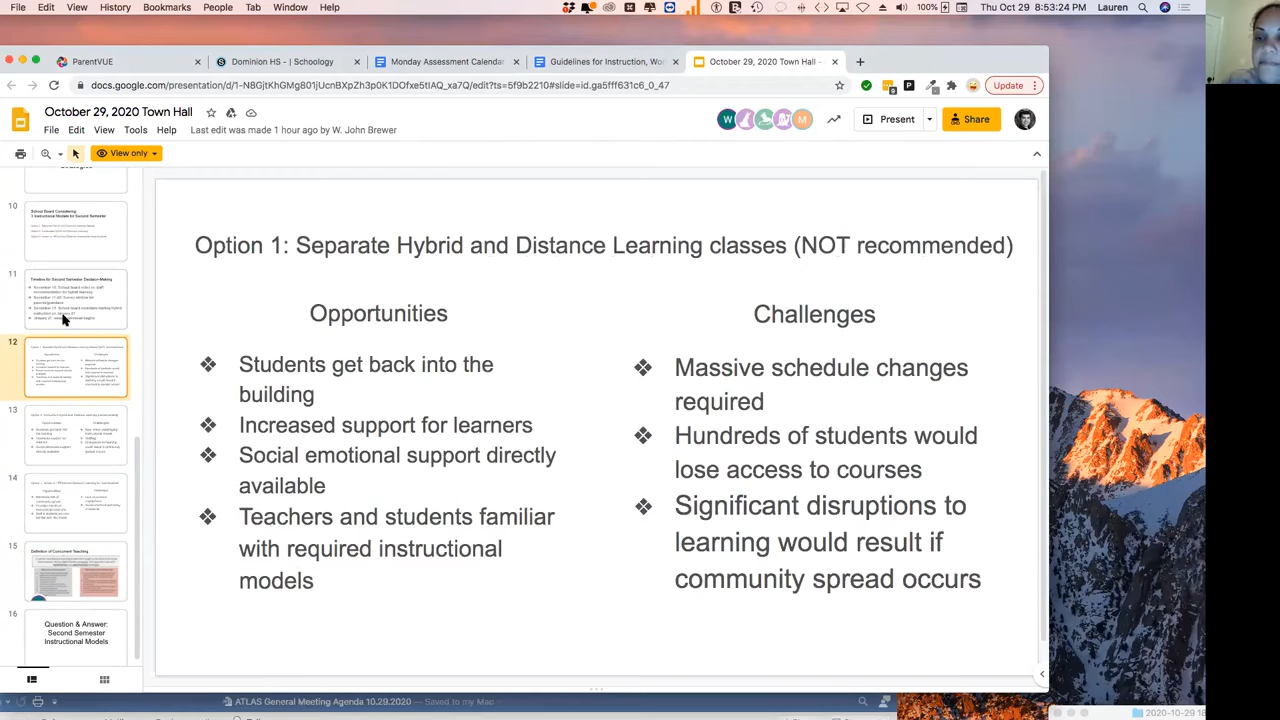 File Edit View History Bookmarks People Tab Window Help 100% Thu Oct 29 8:53:24 PM Lauren
ParentVUE
Dominion HS - | Schoology
Monday Assessment Calenda
Guidelines for Instruction, Wo
October 29, 2020 Town Hall -
docs.google.com/presentation/d/1-N8GjtKhGMg801jUcnBXpZh3p0K1DOfxe5tIAQ_xa7Q/edit?ts=5f9b2210#slide=id.ga5fff631c6_0_47
Update
October 29, 2020 Town Hall
File Edit View Tools Help Last edit was made 1 hour ago by W. John Brewer
W
M
Present
Share
View only
10
School Board Considering
3 Instructional Models for Second Semester
11
Timeline for Second Semester Decision-Making
12
13
14
15
Definition of Concurrent Teaching
16
Question & Answer:
Second Semester
Instructional Models
Option 1: Separate Hybrid and Distance Learning classes (NOT recommended)
Opportunities
❖ Students get back into the
building
❖ Increased support for learners
❖ Social emotional support directly
available
❖ Teachers and students familiar
with required instructional
models
Challenges
❖ Massive schedule changes
required
❖ Hundreds of students would
lose access to courses
❖ Significant disruptions to
learning would result if
community spread occurs
ATLAS General Meeting Agenda 10.29.2020 — Saved to my Mac
2020-10-29 18